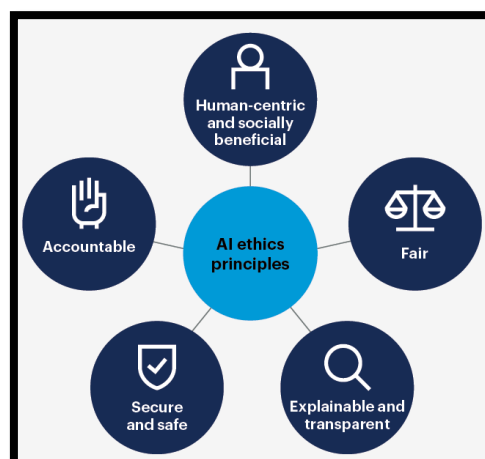 Human-centric
and socially
beneficial
Accountable
AI ethics
principles
Fair
Secure
and safe
Explainable and
transparent